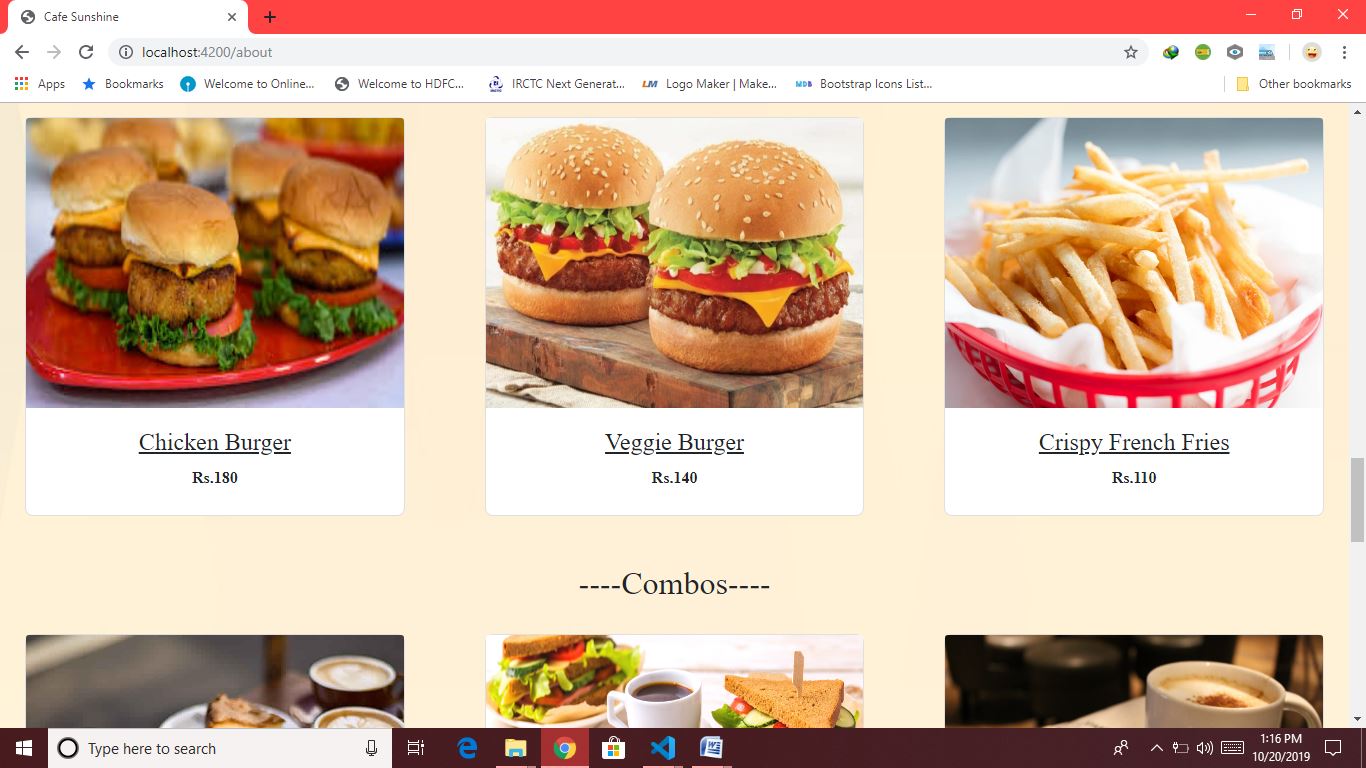 Cafe Sunshine
localhost:4200/about
Apps
Bookmarks
Welcome to Online...
Welcome to HDFC...
IRCTC Next Generat...
LM
Logo Maker | Make...
MDB
Bootstrap Icons List...
Other bookmarks
Chicken Burger
Rs.180
Veggie Burger
Rs.140
Crispy French Fries
Rs.110
----Combos----
Type here to search
1:16 PM
10/20/2019